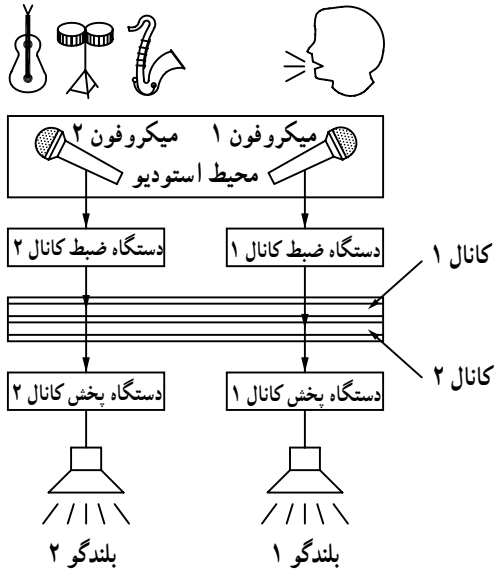 میکروفون ۱
میکروفون ۲
محیط استودیو
دستگاه ضبط کانال ۱
دستگاه ضبط کانال ۲
کانال ۱
کانال ۲
دستگاه پخش کانال ۱
دستگاه پخش کانال ۲
بلندگو ۱
بلندگو ۲